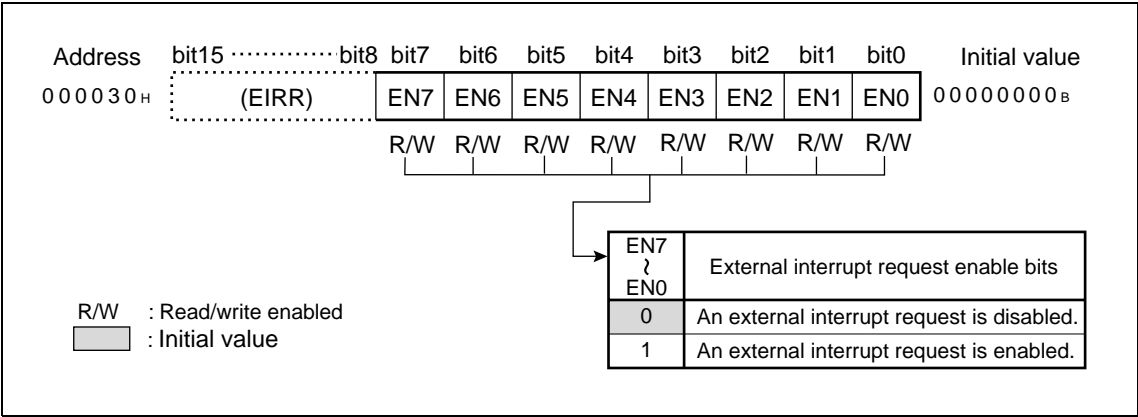 Address bit15 ············· bit8 bit7 bit6 bit5 bit4 bit3 bit2 bit1 bit0 Initial value
000030H (EIRR) EN7 EN6 EN5 EN4 EN3 EN2 EN1 EN0 00000000B
R/W R/W R/W R/W R/W R/W R/W R/W
EN7
~
EN0
External interrupt request enable bits
0 An external interrupt request is disabled.
1 An external interrupt request is enabled.
R/W : Read/write enabled
: Initial value